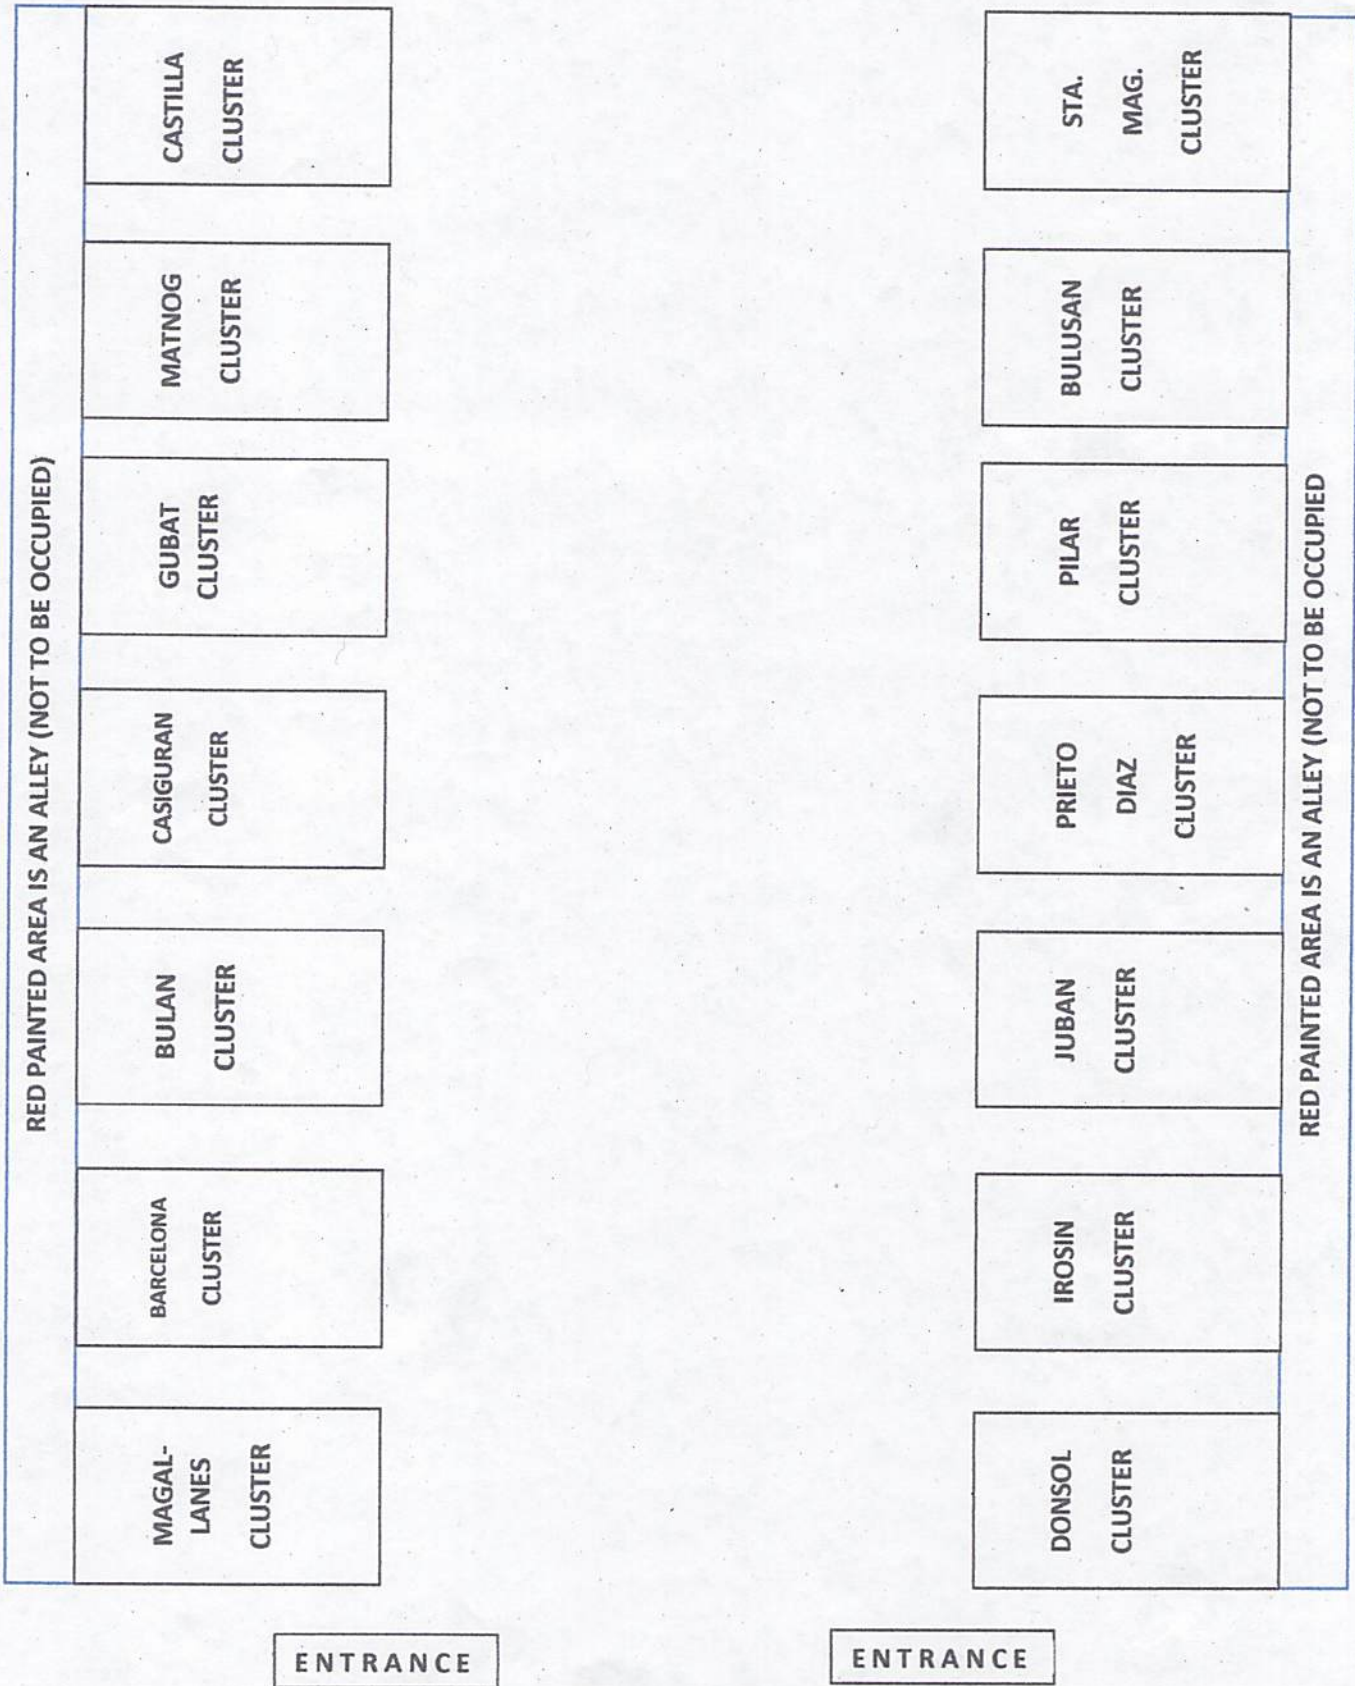 RED PAINTED AREA IS AN ALLEY (NOT TO BE OCCUPIED)
CASTILLA
CLUSTER
MATNOG
CLUSTER
GUBAT
CLUSTER
CASIGURAN
CLUSTER
BULAN
CLUSTER
BARCELONA
CLUSTER
MAGAL-
LANES
CLUSTER
STA.
MAG.
CLUSTER
BULUSAN
CLUSTER
PILAR
CLUSTER
PRIETO
DIAZ
CLUSTER
JUBAN
CLUSTER
IROSIN
CLUSTER
DONSOL
CLUSTER
RED PAINTED AREA IS AN ALLEY (NOT TO BE OCCUPIED
ENTRANCE
ENTRANCE